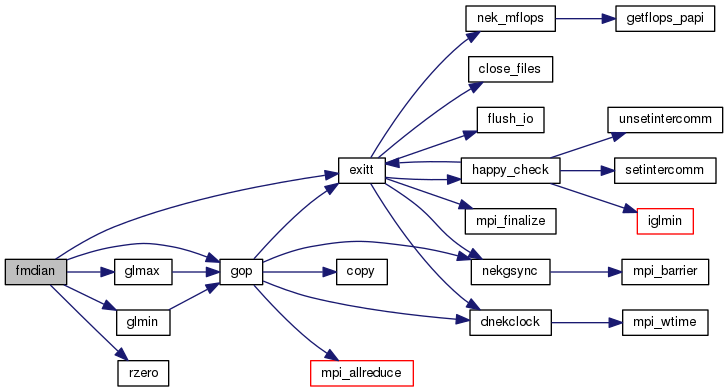 nek_mflops
getflops_papi
close_files
flush_io
unsetintercomm
exitt
happy_check
setintercomm
mpi_finalize
iglmin
fmdian
glmax
gop
copy
nekgsync
mpi_barrier
glmin
dnekclock
mpi_wtime
rzero
mpi_allreduce